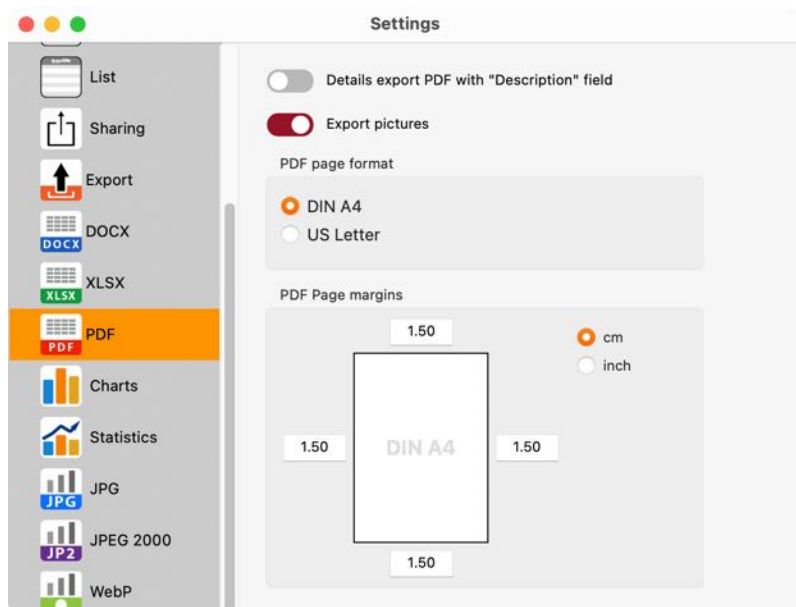 Settings
List
Sharing
Export
DOCX
DOCX
XLSX
XLSX
PDF
PDF
Charts
Statistics
JPG
JPG
JPEG 2000
JP2
WebP
Details export PDF with "Description" field
Export pictures
PDF page format
DIN A4
US Letter
PDF Page margins
1.50
cm
inch
1.50
DIN A4
1.50
1.50